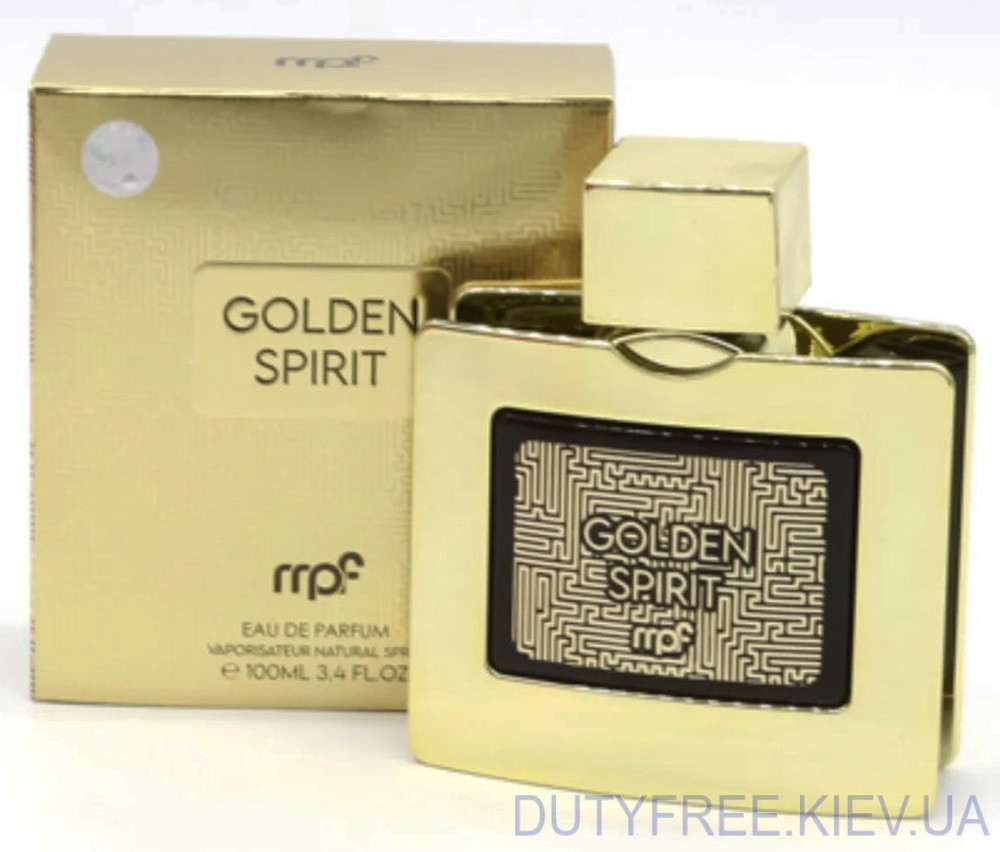 mpf
GOLDEN
SPIRIT
mpf
EAU DE PARFUM
VAPORISATEUR NATURAL
℮ 100ML 3.4 FL.OZ
GOLDEN
SPIRIT
mpf
DUTYFREE.KIEV.UA